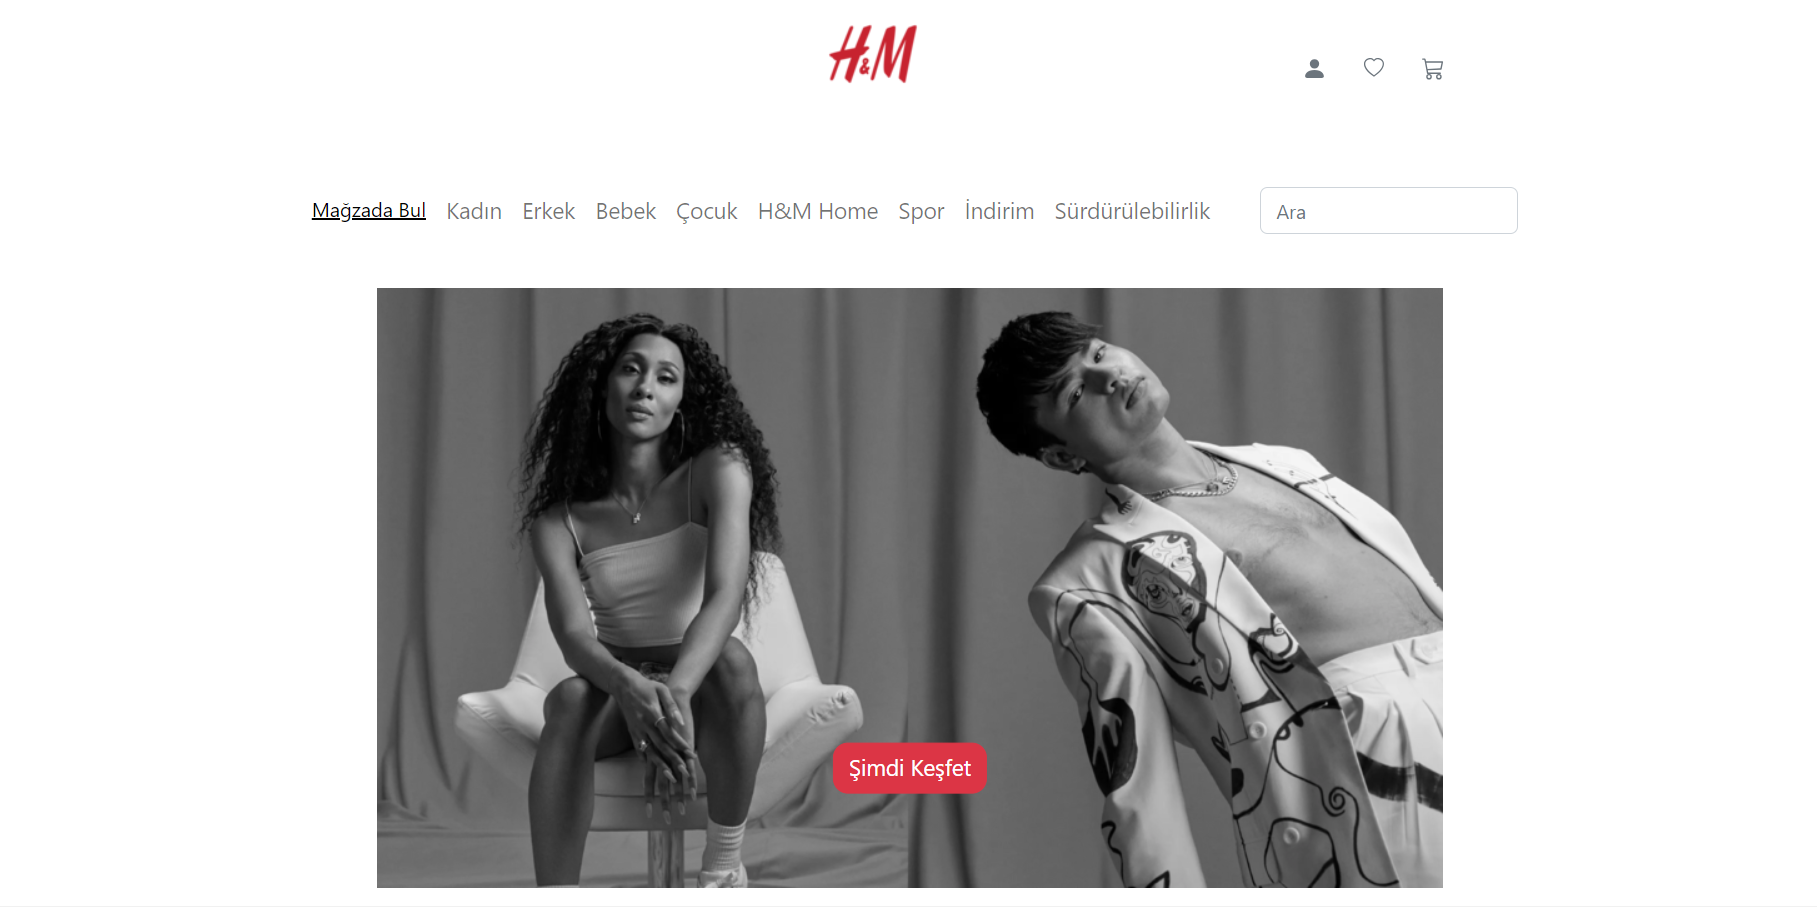 H&M
Mağzada Bul Kadın Erkek Bebek Çocuk H&M Home Spor İndirim Sürdürülebilirlik Ara
Şimdi Keşfet